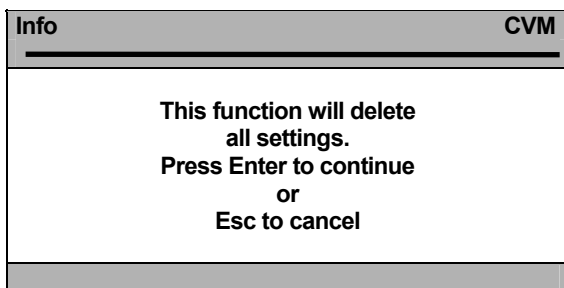 Info CVM
This function will delete
all settings.
Press Enter to continue
or
Esc to cancel